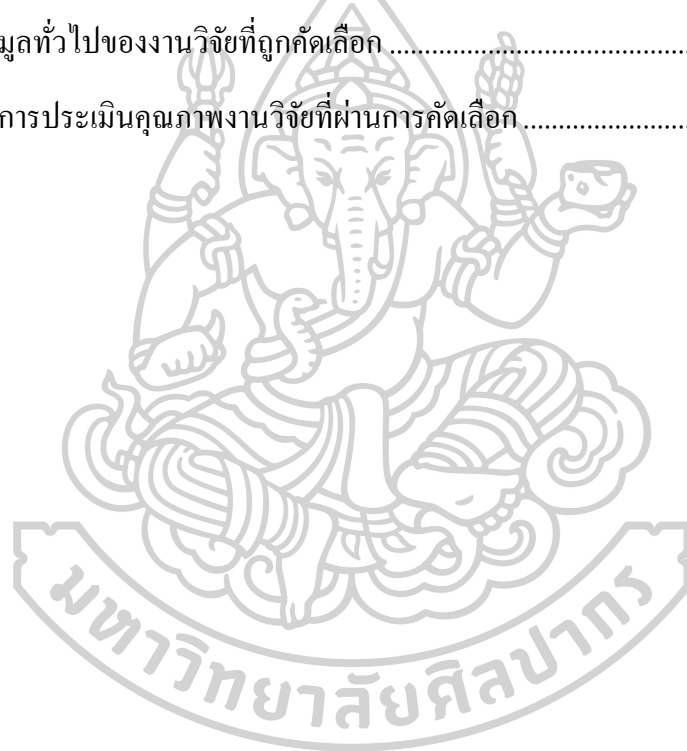 มูลทั่วไปของงานวิจัยที่ถูกคัดเลือก ................................................
การประเมินคุณภาพงานวิจัยที่ผ่านการคัดเลือก ..........................
มหาวิทยาลัยศิลปากร